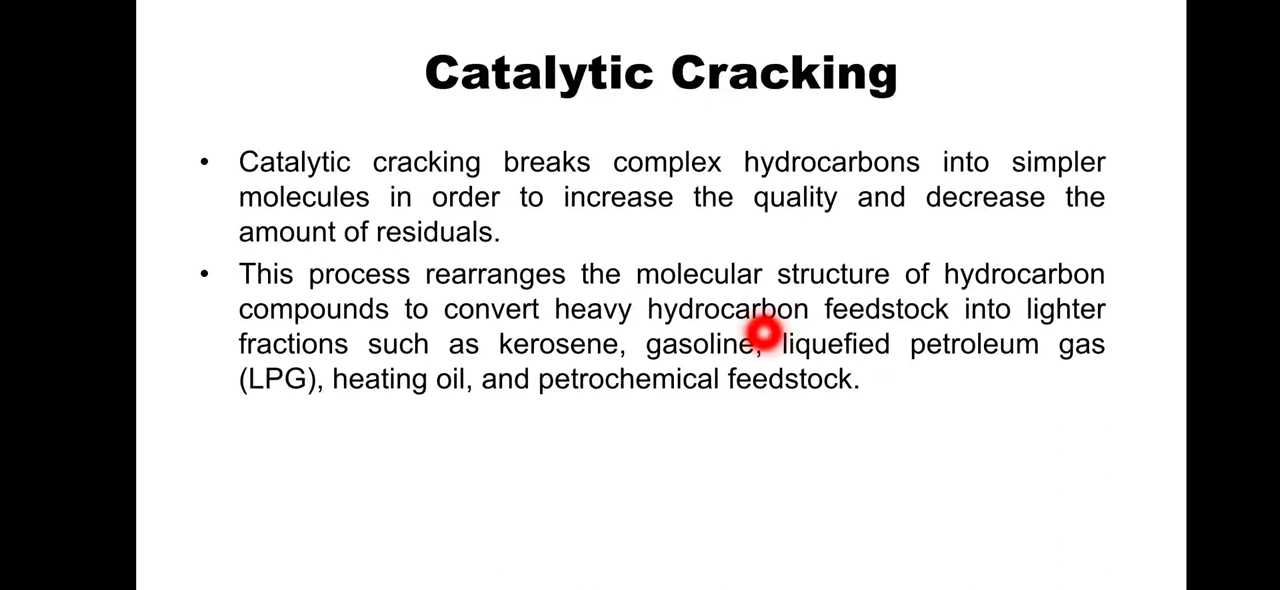 Catalytic Cracking
• Catalytic cracking breaks complex hydrocarbons into simpler
molecules in order to increase the quality and decrease the
amount of residuals.
• This process rearranges the molecular structure of hydrocarbon
compounds to convert heavy hydrocarbon feedstock into lighter
fractions such as kerosene, gasoline, liquefied petroleum gas
(LPG), heating oil, and petrochemical feedstock.